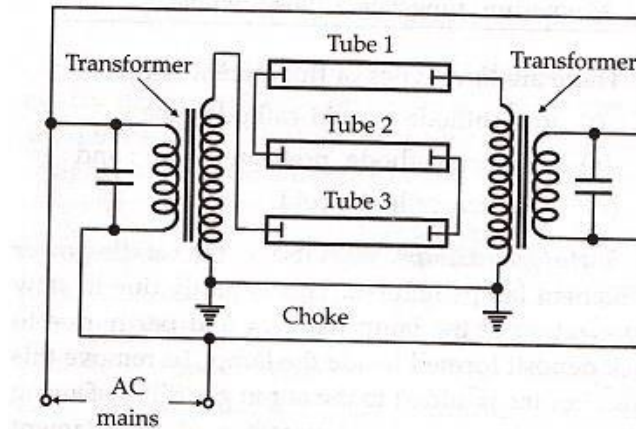 Tube 1
Transformer
Transformer
Tube 2
Tube 3
Choke
AC
mains